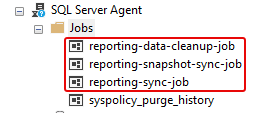 SQL Server Agent
Jobs
reporting-data-cleanup-job
reporting-snapshot-sync-job
reporting-sync-job
syspolicy_purge_history